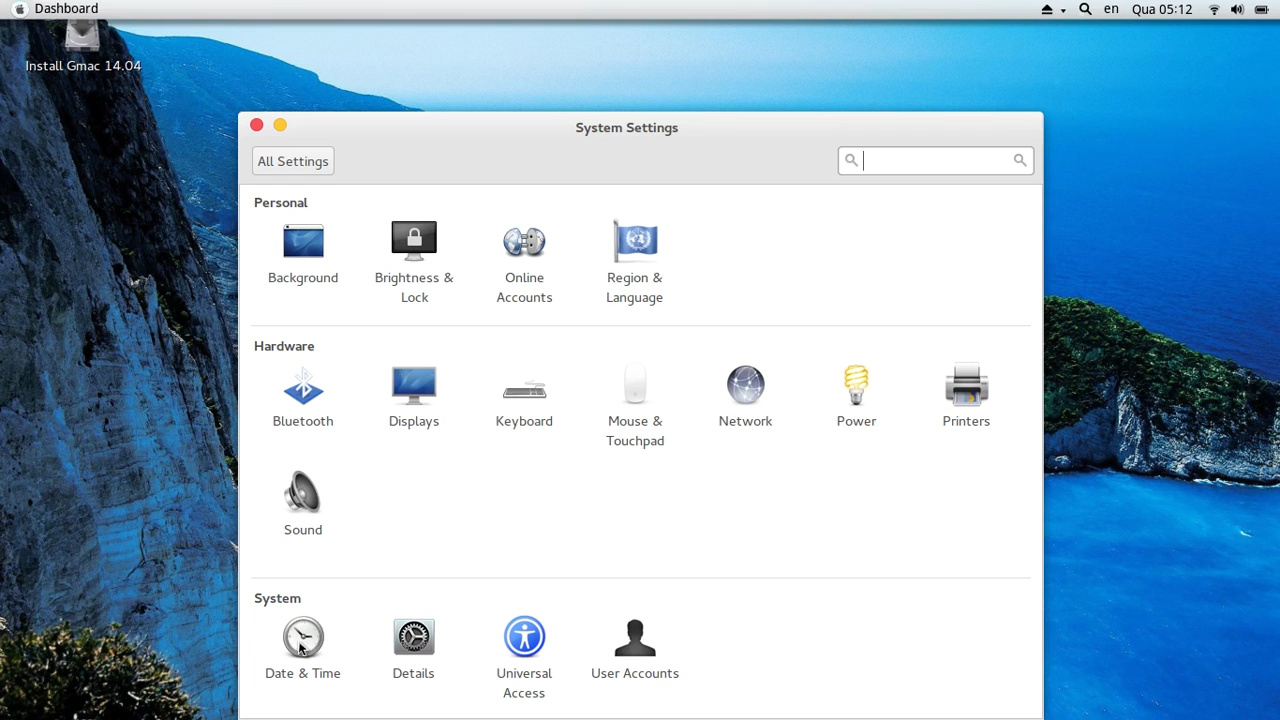 Dashboard
en Qua 05:12
Install Gmac 14.04
System Settings
All Settings
Personal
Background
Brightness &
Lock
Online
Accounts
Region &
Language
Hardware
Bluetooth
Displays
Keyboard
Mouse &
Touchpad
Network
Power
Printers
Sound
System
Date & Time
Details
Universal
Access
User Accounts